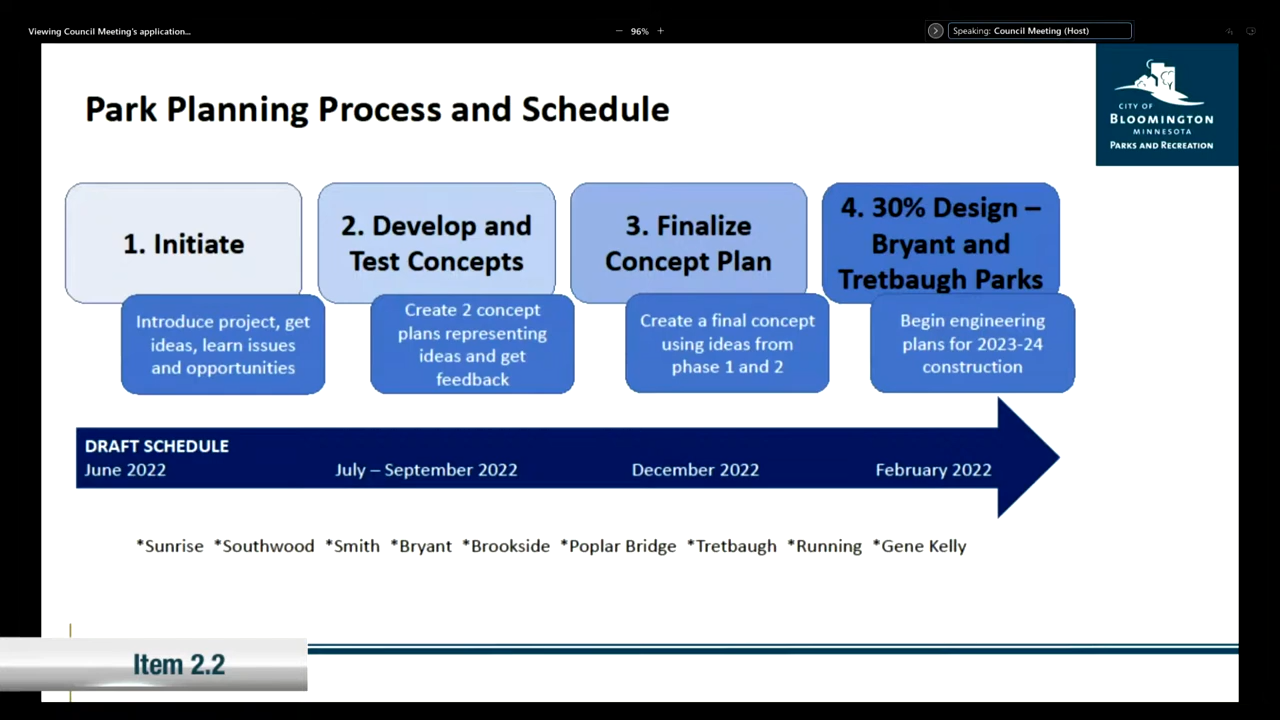 Viewing Council Meeting's application...
96%
Speaking: Council Meeting (Host)
CITY OF
BLOOMINGTON
MINNESOTA
PARKS AND RECREATION
Park Planning Process and Schedule
1. Initiate
Introduce project, get
ideas, learn issues
and opportunities
2. Develop and
Test Concepts
Create 2 concept
plans representing
ideas and get
feedback
3. Finalize
Concept Plan
Create a final concept
using ideas from
phase 1 and 2
4. 30% Design –
Bryant and
Tretbaugh Parks
Begin engineering
plans for 2023-24
construction
DRAFT SCHEDULE
June 2022
July – September 2022
December 2022
February 2022
*Sunrise *Southwood *Smith *Bryant *Brookside *Poplar Bridge *Tretbaugh *Running *Gene Kelly
Item 2.2